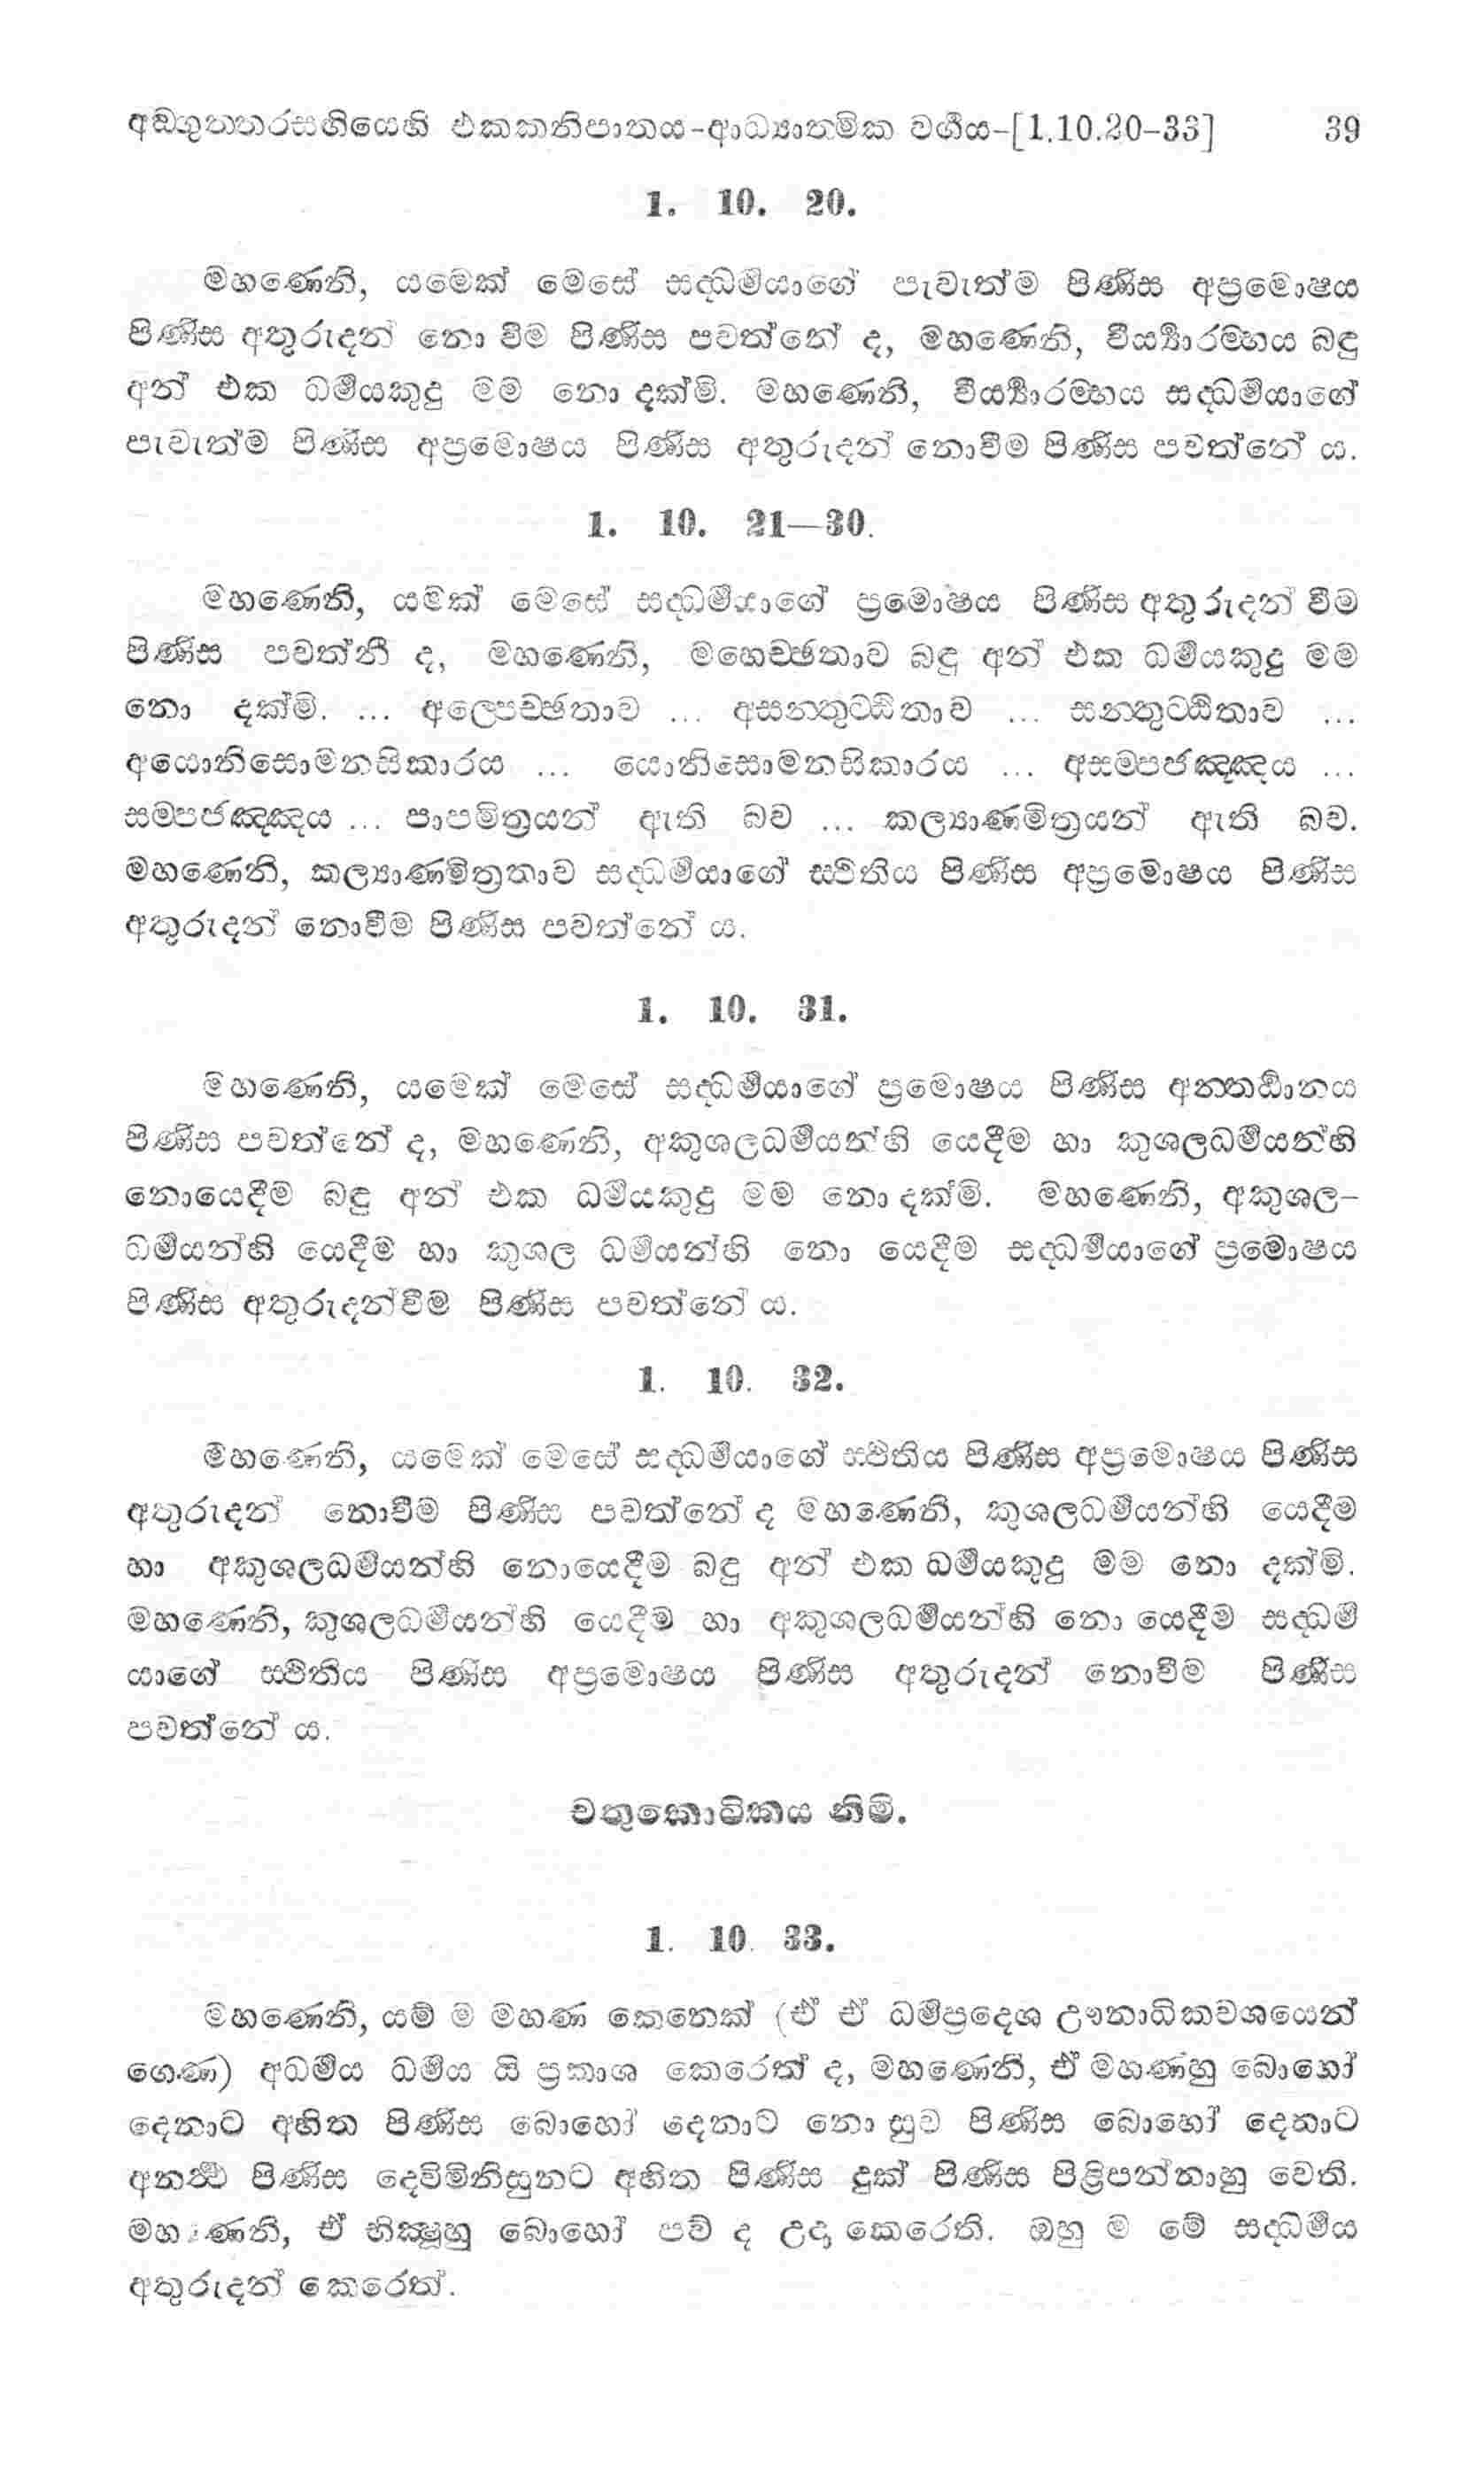 අඞ්ගුත්තරසඟියෙහි එකකනිපාතය-ආධ්‍යාත්මික වර්ගය-[1.10.20-33] 39
1. 10. 20.
මහණෙනි, යමෙක් මෙසේ සද්ධර්මයාගේ පැවැත්ම පිණිස අප්‍රමොෂය
පිණිස අතුරුදන් නො වීම පිණිස පවත්නේ ද, මහණෙනි, වීර්‍ය්‍යාරම්භය බඳු
අන් එක ධර්මයකුදු මම නො දක්මි. මහණෙනි, වීර්‍ය්‍යාරම්භය සද්ධර්මයාගේ
පැවැත්ම පිණිස අප්‍රමොෂය පිණිස අතුරුදන් නොවීම පිණිස පවත්නේ ය.
1. 10. 21—30.
මහණෙනි, යමක් මෙසේ සද්ධර්මයාගේ ප්‍රමොෂය පිණිස අතුරුදන් වීම
පිණිස පවත්නී ද, මහණෙනි, මහෙච්ඡතාව බඳු අන් එක ධර්මයකුදු මම
නො දක්මි. ... අල්පෙච්ඡතාව ... අසන්තුට්ඨිතාව ... සන්තුට්ඨිතාව ...
අයොනිසොමනසිකාරය ... යොනිසොමනසිකාරය ... අසම්පජඤ්ඤය ...
සම්පජඤ්ඤය ... පාපමිත්‍රයන් ඇති බව ... කල්‍යාණමිත්‍රයන් ඇති බව.
මහණෙනි, කල්‍යාණමිත්‍රතාව සද්ධර්මයාගේ ස්ථිතිය පිණිස අප්‍රමොෂය පිණිස
අතුරුදන් නොවීම පිණිස පවත්නේ ය.
1. 10. 31.
මහණෙනි, යමෙක් මෙසේ සද්ධර්මයාගේ ප්‍රමොෂය පිණිස අන්තර්ධානය
පිණිස පවත්නේ ද, මහණෙනි, අකුශලධර්මයන්හි යෙදීම හා කුශලධර්මයන්හි
නොයෙදීම බඳු අන් එක ධර්මයකුදු මම නො දක්මි. මහණෙනි, අකුශල-
ධර්මයන්හි යෙදීම හා කුශල ධර්මයන්හි නො යෙදීම සද්ධර්මයාගේ ප්‍රමොෂය
පිණිස අතුරුදන්වීම පිණිස පවත්නේ ය.
1. 10. 32.
මහණෙනි, යමෙක් මෙසේ සද්ධර්මයාගේ ස්ථිතිය පිණිස අප්‍රමොෂය පිණිස
අතුරුදන් නොවීම පිණිස පවත්නේ ද මහණෙනි, කුශලධර්මයන්හි යෙදීම
හා අකුශලධර්මයන්හි නොයෙදීම බඳු අන් එක ධර්මයකුදු මම නො දක්මි.
මහණෙනි, කුශලධර්මයන්හි යෙදීම හා අකුශලධර්මයන්හි නො යෙදීම සද්ධර්ම
යාගේ ස්ථිතිය පිණිස අප්‍රමොෂය පිණිස අතුරුදන් නොවීම පිණිස
පවත්නේ ය.
චතුකොටිකය නිමි.
1. 10. 33.
මහණෙනි, යම් ම මහණ කෙනෙක් (ඒ ඒ ධර්මප්‍රදෙශ ඌනාධිකවශයෙන්
ගෙණ) අධර්මය ධර්මය යි ප්‍රකාශ කෙරෙත් ද, මහණෙනි, ඒ මහණහු බොහෝ
දෙනාට අහිත පිණිස බොහෝ දෙනාට නො සුව පිණිස බොහෝ දෙනාට
අනර්ත්‍ථ පිණිස දෙවිමිනිසුනට අහිත පිණිස දුක් පිණිස පිළිපන්නාහු වෙති.
මහණෙනි, ඒ භික්‍ෂූහු බොහෝ පව් ද උදා කෙරෙති. ඔහු ම මේ සද්ධර්මය
අතුරුදන් කෙරෙත්.